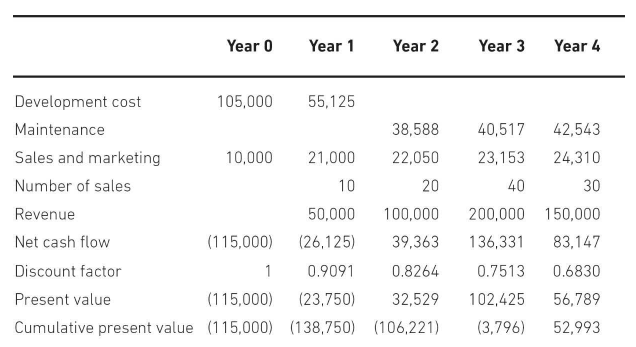 Year 0 Year 1 Year 2 Year 3 Year 4
Development cost 105,000 55,125
Maintenance 38,588 40,517 42,543
Sales and marketing 10,000 21,000 22,050 23,153 24,310
Number of sales 10 20 40 30
Revenue 50,000 100,000 200,000 150,000
Net cash flow (115,000) (26,125) 39,363 136,331 83,147
Discount factor 1 0.9091 0.8264 0.7513 0.6830
Present value (115,000) (23,750) 32,529 102,425 56,789
Cumulative present value (115,000) (138,750) (106,221) (3,796) 52,993